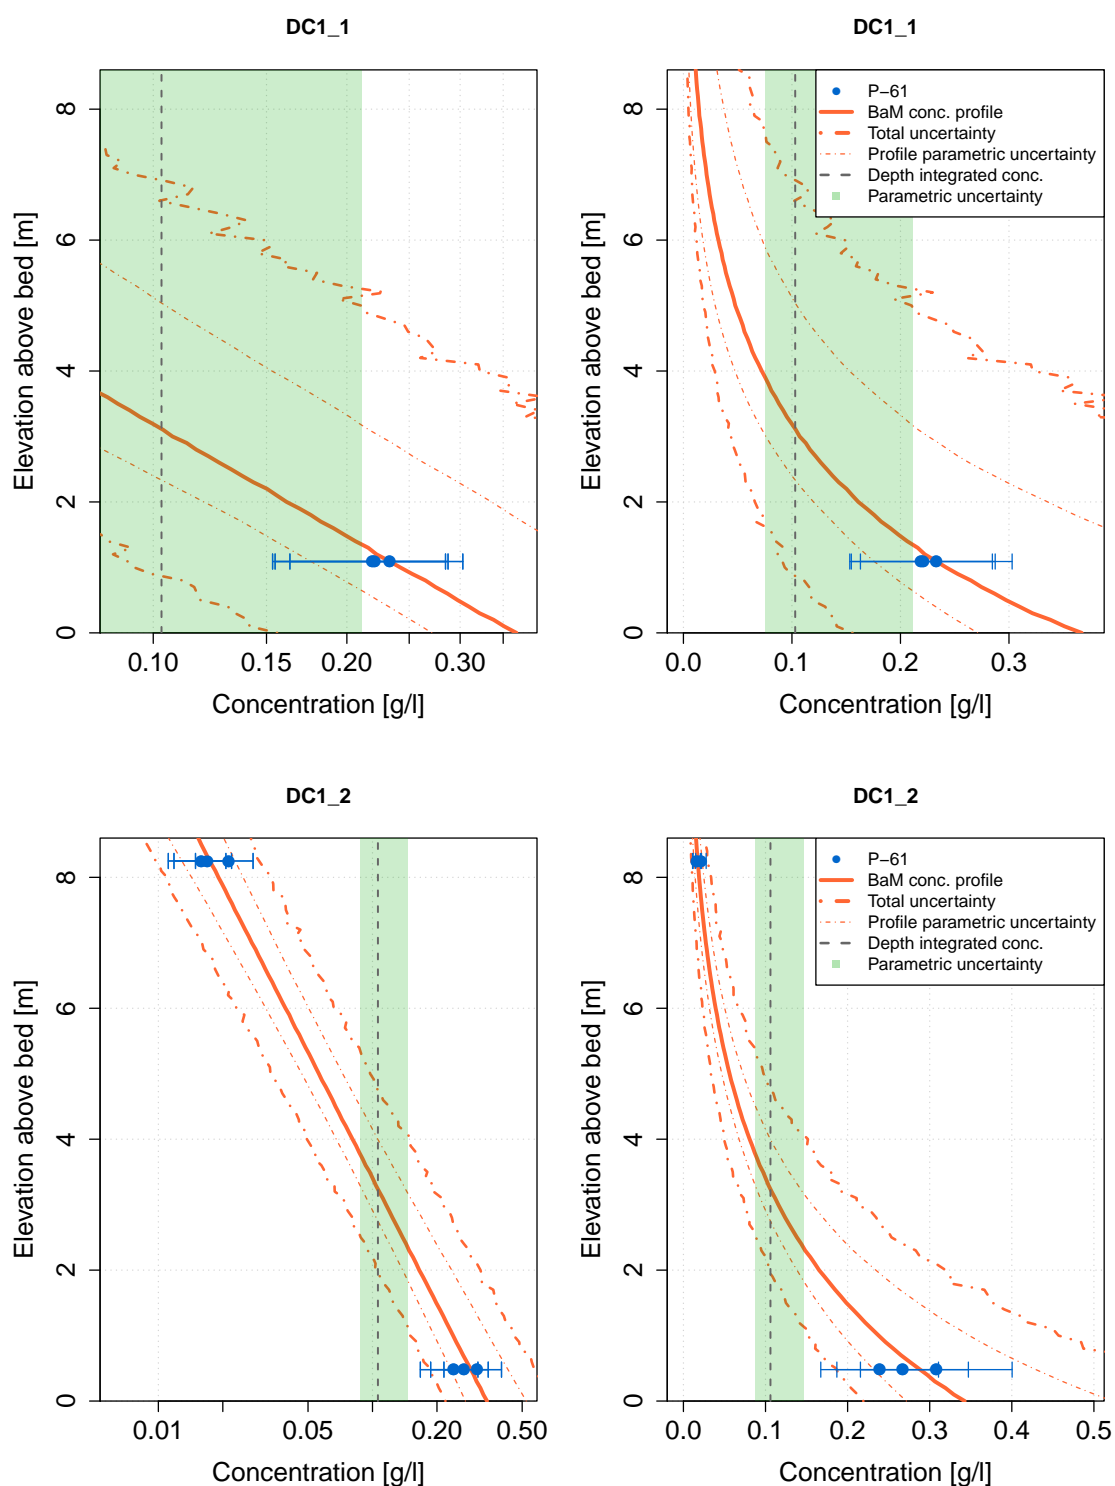 DC1_1
Elevation above bed [m]
0 2 4 6 8
0.10 0.15 0.20 0.30
Concentration [g/l]
DC1_1
P−61
BaM conc. profile
Total uncertainty
Profile parametric uncertainty
Depth integrated conc.
Parametric uncertainty
Elevation above bed [m]
0 2 4 6 8
0.0 0.1 0.2 0.3
Concentration [g/l]
DC1_2
Elevation above bed [m]
0 2 4 6 8
0.01 0.05 0.20 0.50
Concentration [g/l]
DC1_2
P−61
BaM conc. profile
Total uncertainty
Profile parametric uncertainty
Depth integrated conc.
Parametric uncertainty
Elevation above bed [m]
0 2 4 6 8
0.0 0.1 0.2 0.3 0.4 0.5
Concentration [g/l]